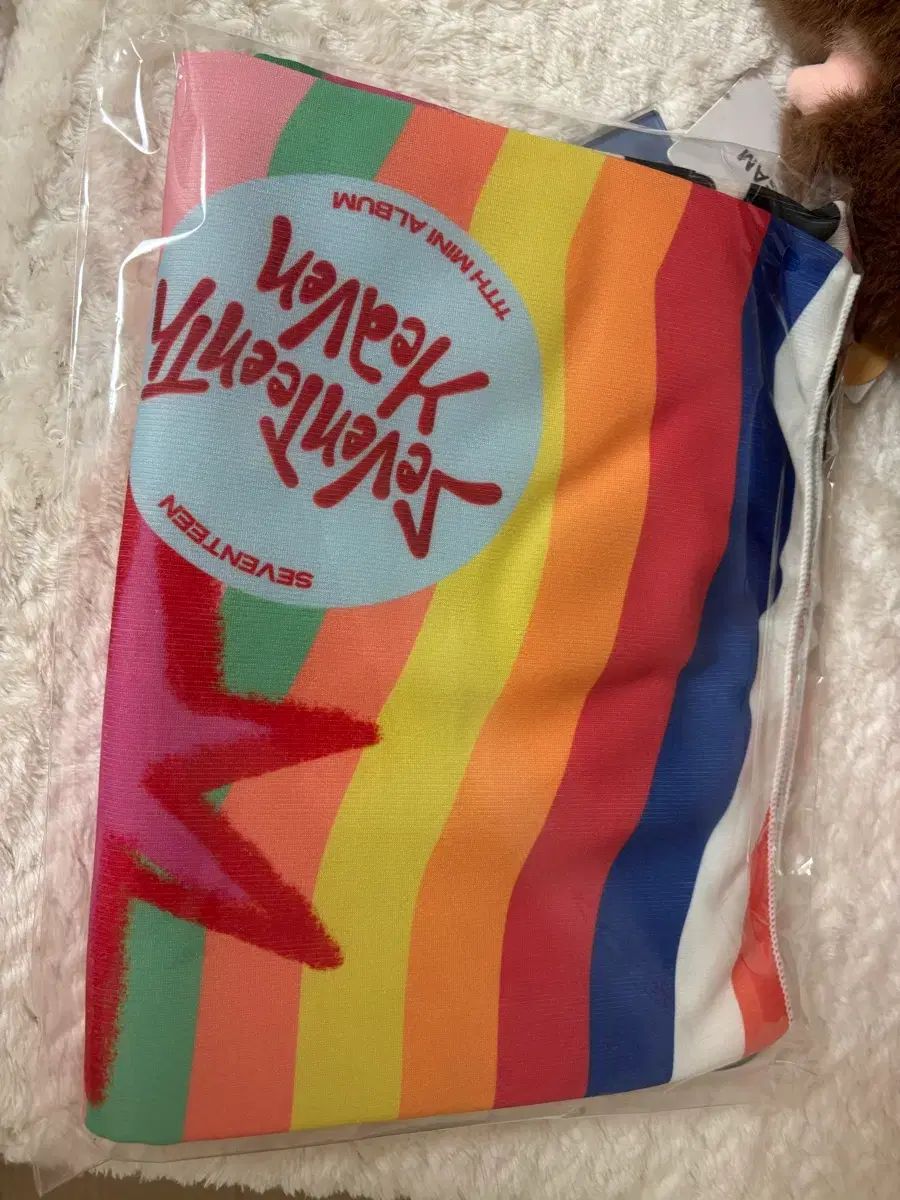 SEVENTEEN
SevenTeenTh
Heaven
11TH MINI ALBUM